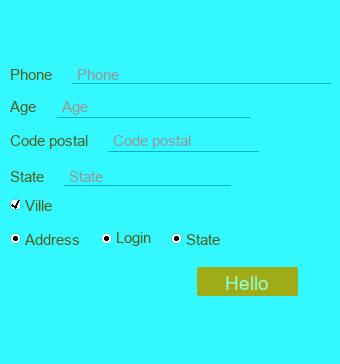 Phone Phone
Age Age
Code postal Code postal
State State
Ville
Address Login State
Hello